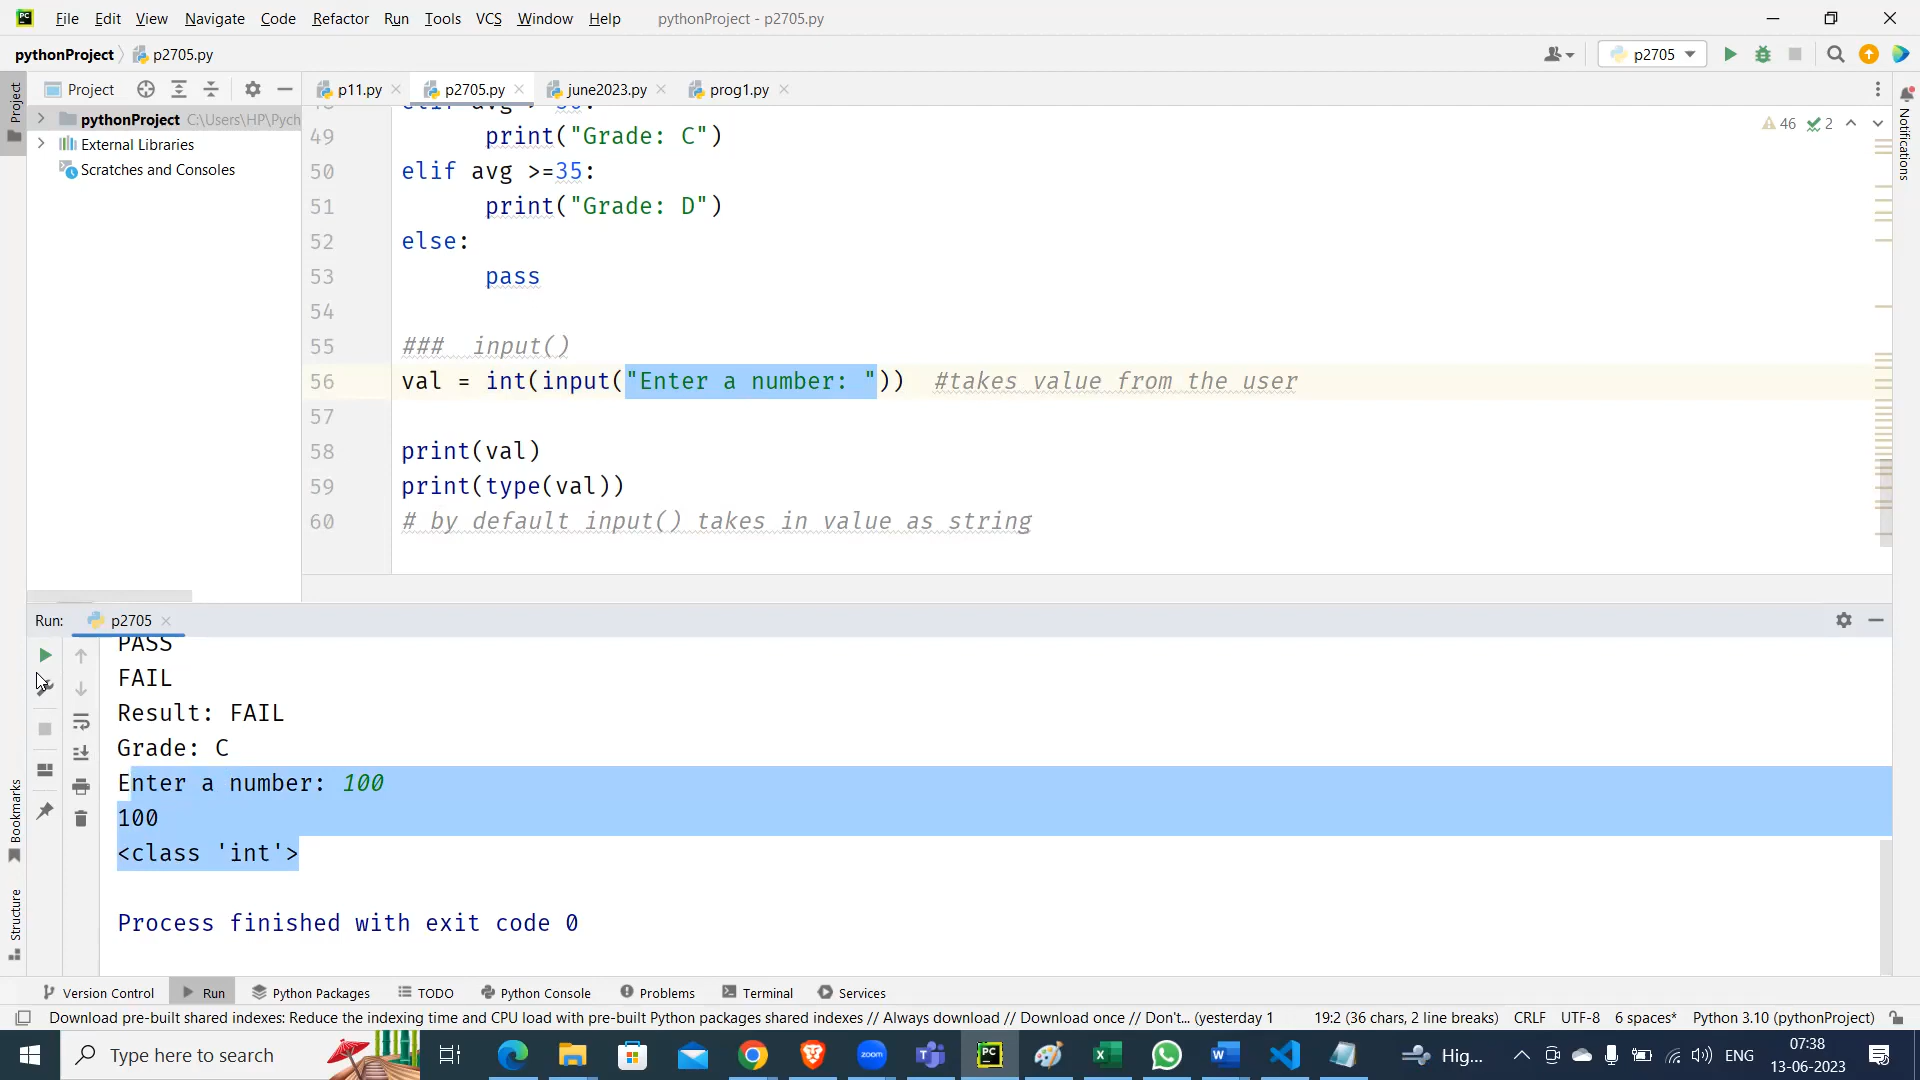 PC File Edit View Navigate Code Refactor Run Tools VCS Window Help pythonProject - p2705.py
pythonProject p2705.py p2705
Project p11.py p2705.py june2023.py prog1.py
Project
pythonProject C:\Users\HP\Pych
External Libraries
Scratches and Consoles
46 2
Notifications
49 print("Grade: C")
50 elif avg >=35:
51 print("Grade: D")
52 else:
53 pass
54
55 ### input()
56 val = int(input("Enter a number: ")) #takes value from the user
57
58 print(val)
59 print(type(val))
60 # by default input() takes in value as string
Run: p2705
PASS
FAIL
Result: FAIL
Grade: C
Enter a number: 100
100
<class 'int'>
Process finished with exit code 0
Bookmarks
Structure
Version Control Run Python Packages TODO Python Console Problems Terminal Services
Download pre-built shared indexes: Reduce the indexing time and CPU load with pre-built Python packages shared indexes // Always download // Download once // Don't... (yesterday 1 19:2 (36 chars, 2 line breaks) CRLF UTF-8 6 spaces* Python 3.10 (pythonProject)
Type here to search zoom PC Hig... ENG 07:38
13-06-2023